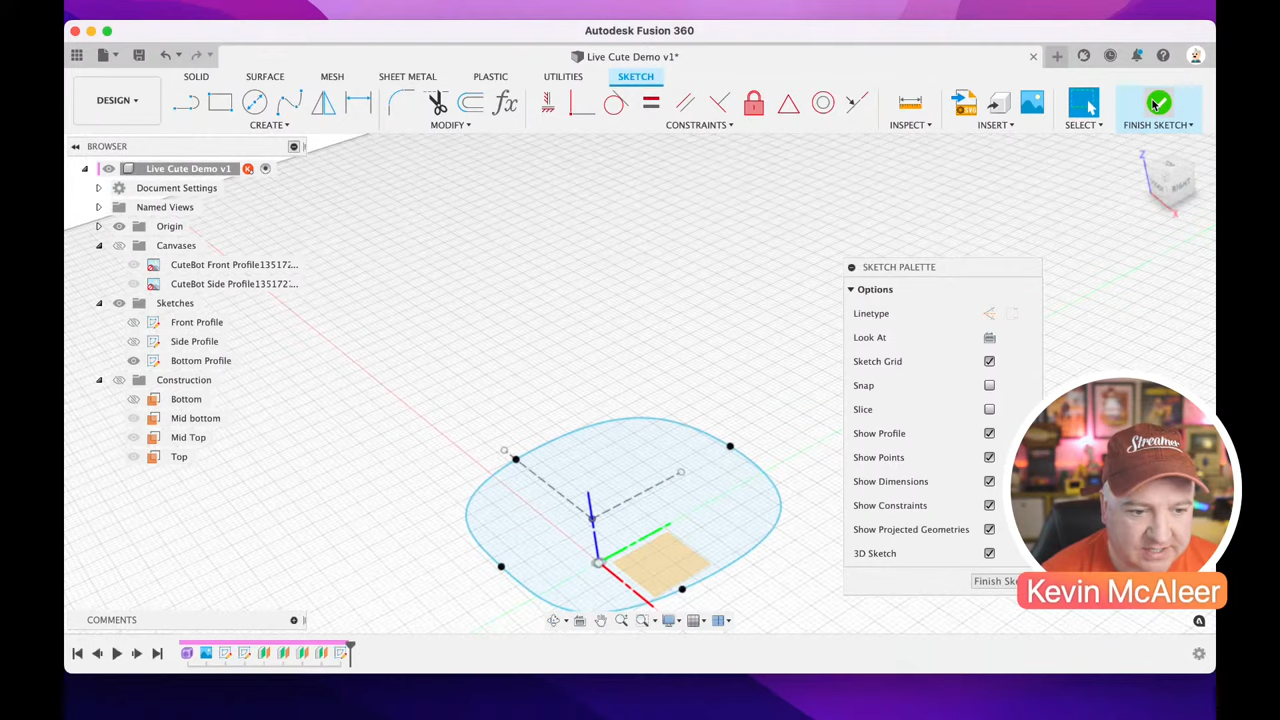 Autodesk Fusion 360
Live Cute Demo v1*
SOLID SURFACE MESH SHEET METAL PLASTIC UTILITIES SKETCH
DESIGN
CREATE MODIFY CONSTRAINTS INSPECT INSERT SELECT FINISH SKETCH
BROWSER
Live Cute Demo v1
Document Settings
Named Views
Origin
Canvases
CuteBot Front Profile135172...
CuteBot Side Profile135172...
Sketches
Front Profile
Side Profile
Bottom Profile
Construction
Bottom
Mid bottom
Mid Top
Top
Z
RIGHT
X
SKETCH PALETTE
Options
Linetype
Look At
Sketch Grid
Snap
Slice
Show Profile
Show Points
Show Dimensions
Show Constraints
Show Projected Geometries
3D Sketch
Finish Ske
Streamer
Kevin McAleer
COMMENTS